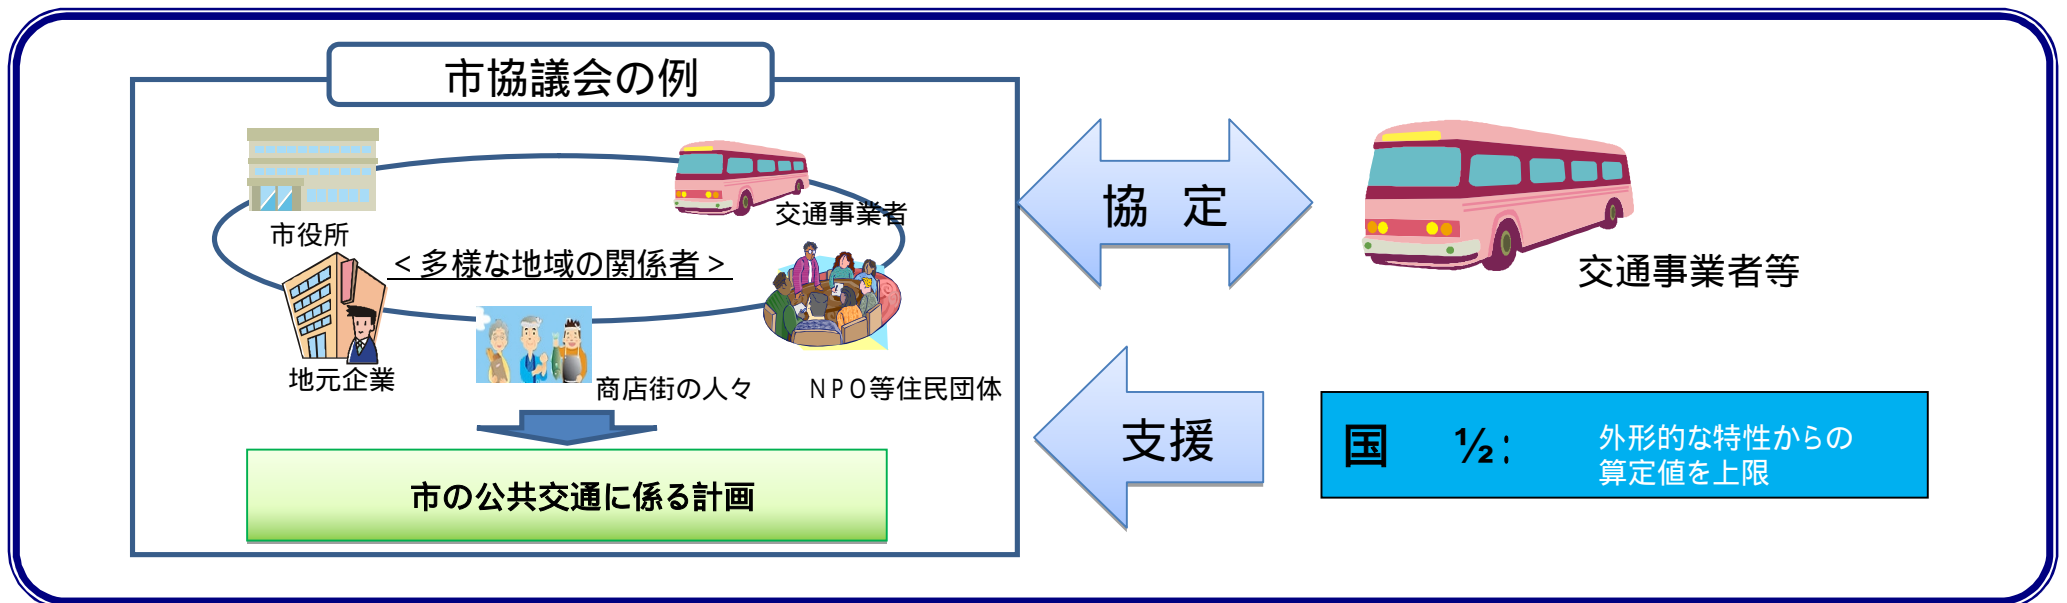 市協議会の例
市役所
交通事業者
＜多様な地域の関係者＞
地元企業
商店街の人々
ＮＰＯ等住民団体
市の公共交通に係る計画
協 定
交通事業者等
支援
国 ½：
外形的な特性からの
算定値を上限